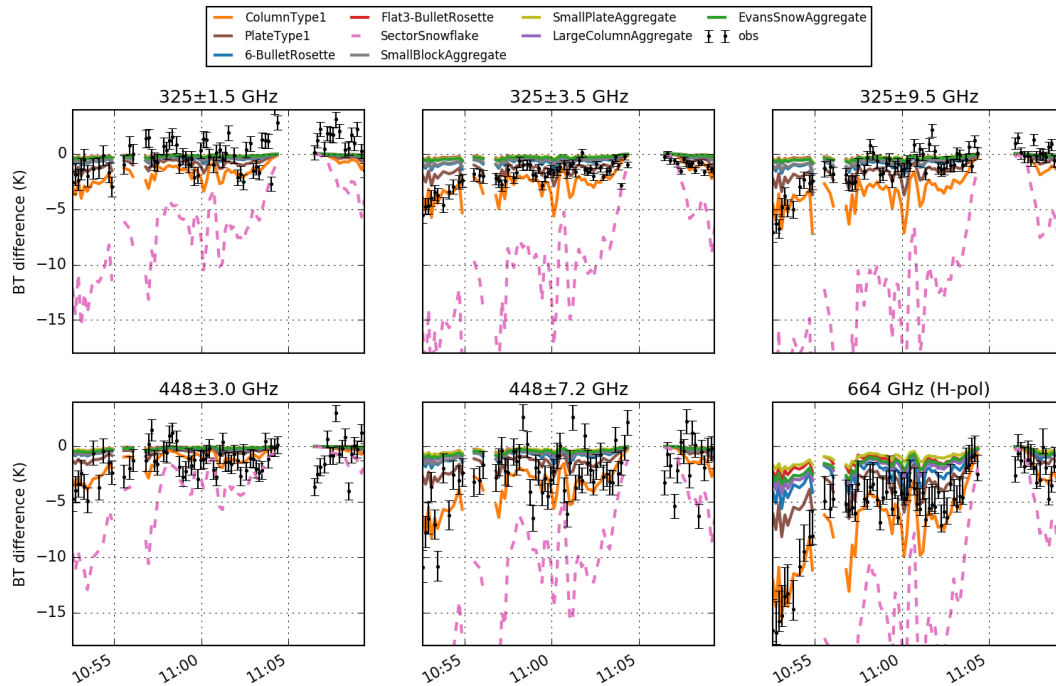 ColumnType1 Flat3-BulletRosette SmallPlateAggregate EvansSnowAggregate
PlateType1 SectorSnowflake LargeColumnAggregate obs
6-BulletRosette SmallBlockAggregate
325±1.5 GHz 325±3.5 GHz 325±9.5 GHz
BT difference (K)
0
−5
−10
−15
448±3.0 GHz 448±7.2 GHz 664 GHz (H-pol)
BT difference (K)
0
−5
−10
−15
10:55 11:00 11:05 10:55 11:00 11:05 10:55 11:00 11:05